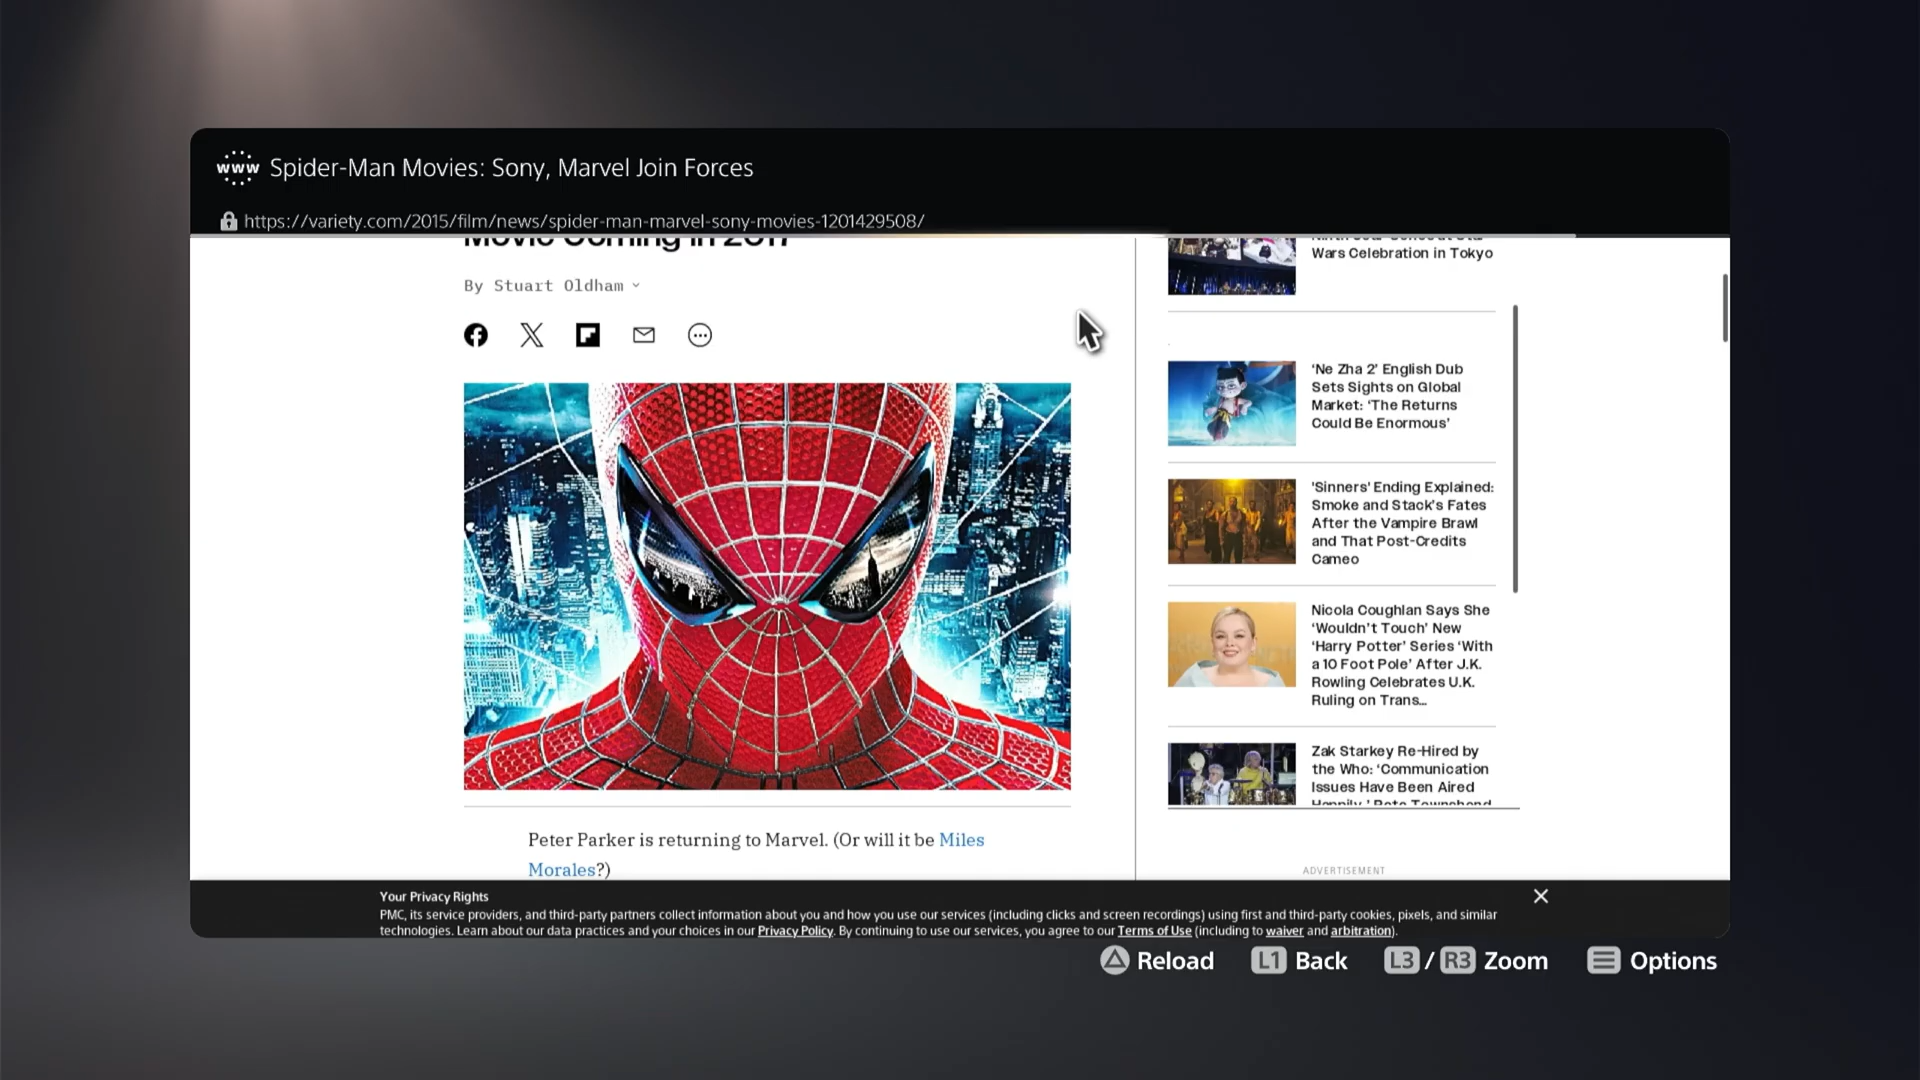 www Spider-Man Movies: Sony, Marvel Join Forces
https://variety.com/2015/film/news/spider-man-marvel-sony-movies-1201429508/
Movie Coming in 2017
By Stuart Oldham
Wars Celebration in Tokyo
'Ne Zha 2' English Dub
Sets Sights on Global
Market: 'The Returns
Could Be Enormous'
'Sinners' Ending Explained:
Smoke and Stack's Fates
After the Vampire Brawl
and That Post-Credits
Cameo
Nicola Coughlan Says She
'Wouldn't Touch' New
'Harry Potter' Series 'With
a 10 Foot Pole' After J.K.
Rowling Celebrates U.K.
Ruling on Trans...
Zak Starkey Re-Hired by
the Who: 'Communication
Issues Have Been Aired
Happily,' Pete Townshend
Peter Parker is returning to Marvel. (Or will it be Miles
Morales?)
ADVERTISEMENT
Your Privacy Rights
PMC, its service providers, and third-party partners collect information about you and how you use our services (including clicks and screen recordings) using first and third-party cookies, pixels, and similar
technologies. Learn about our data practices and your choices in our Privacy Policy. By continuing to use our services, you agree to our Terms of Use (including to waiver and arbitration).
Reload L1 Back L3 / R3 Zoom Options